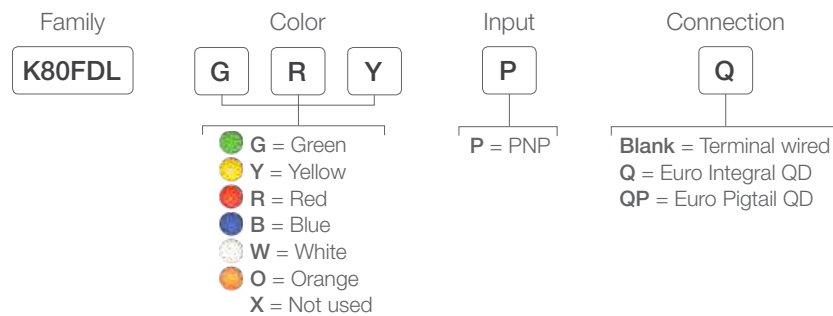 Family Color Input Connection
K80FDL G R Y P Q
G = Green
Y = Yellow
R = Red
B = Blue
W = White
O = Orange
X = Not used
P = PNP
Blank = Terminal wired
Q = Euro Integral QD
QP = Euro Pigtail QD